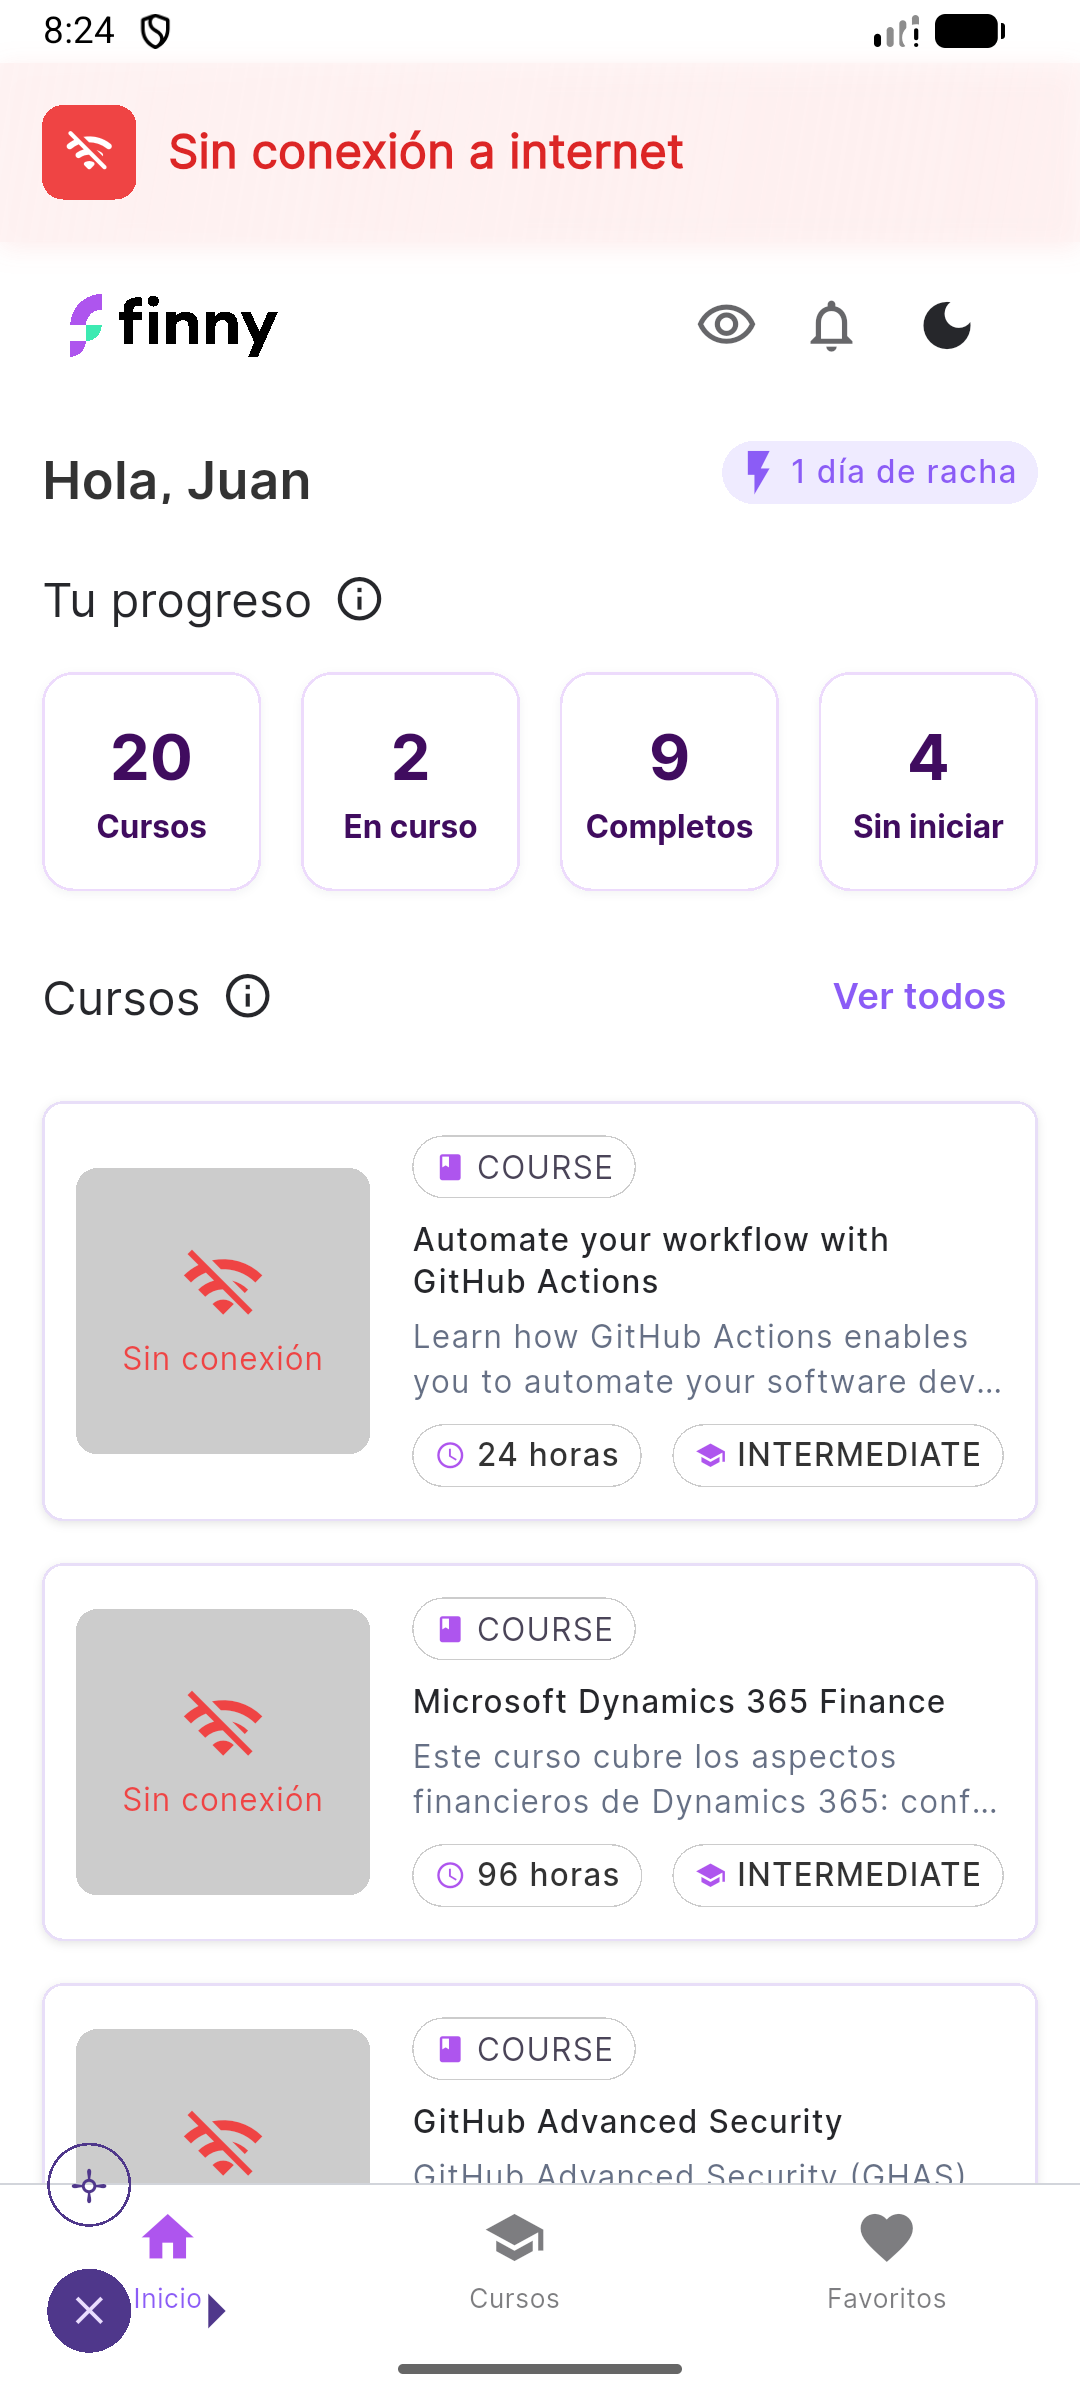 8:24
Sin conexión a internet
finny
Hola, Juan
1 día de racha
Tu progreso
20
Cursos
2
En curso
9
Completos
4
Sin iniciar
Cursos
Ver todos
COURSE
Automate your workflow with
GitHub Actions
Learn how GitHub Actions enables
you to automate your software dev...
24 horas
INTERMEDIATE
Sin conexión
COURSE
Microsoft Dynamics 365 Finance
Este curso cubre los aspectos
financieros de Dynamics 365: conf...
96 horas
INTERMEDIATE
Sin conexión
COURSE
GitHub Advanced Security
GitHub Advanced Security (GHAS)
Inicio
Cursos
Favoritos